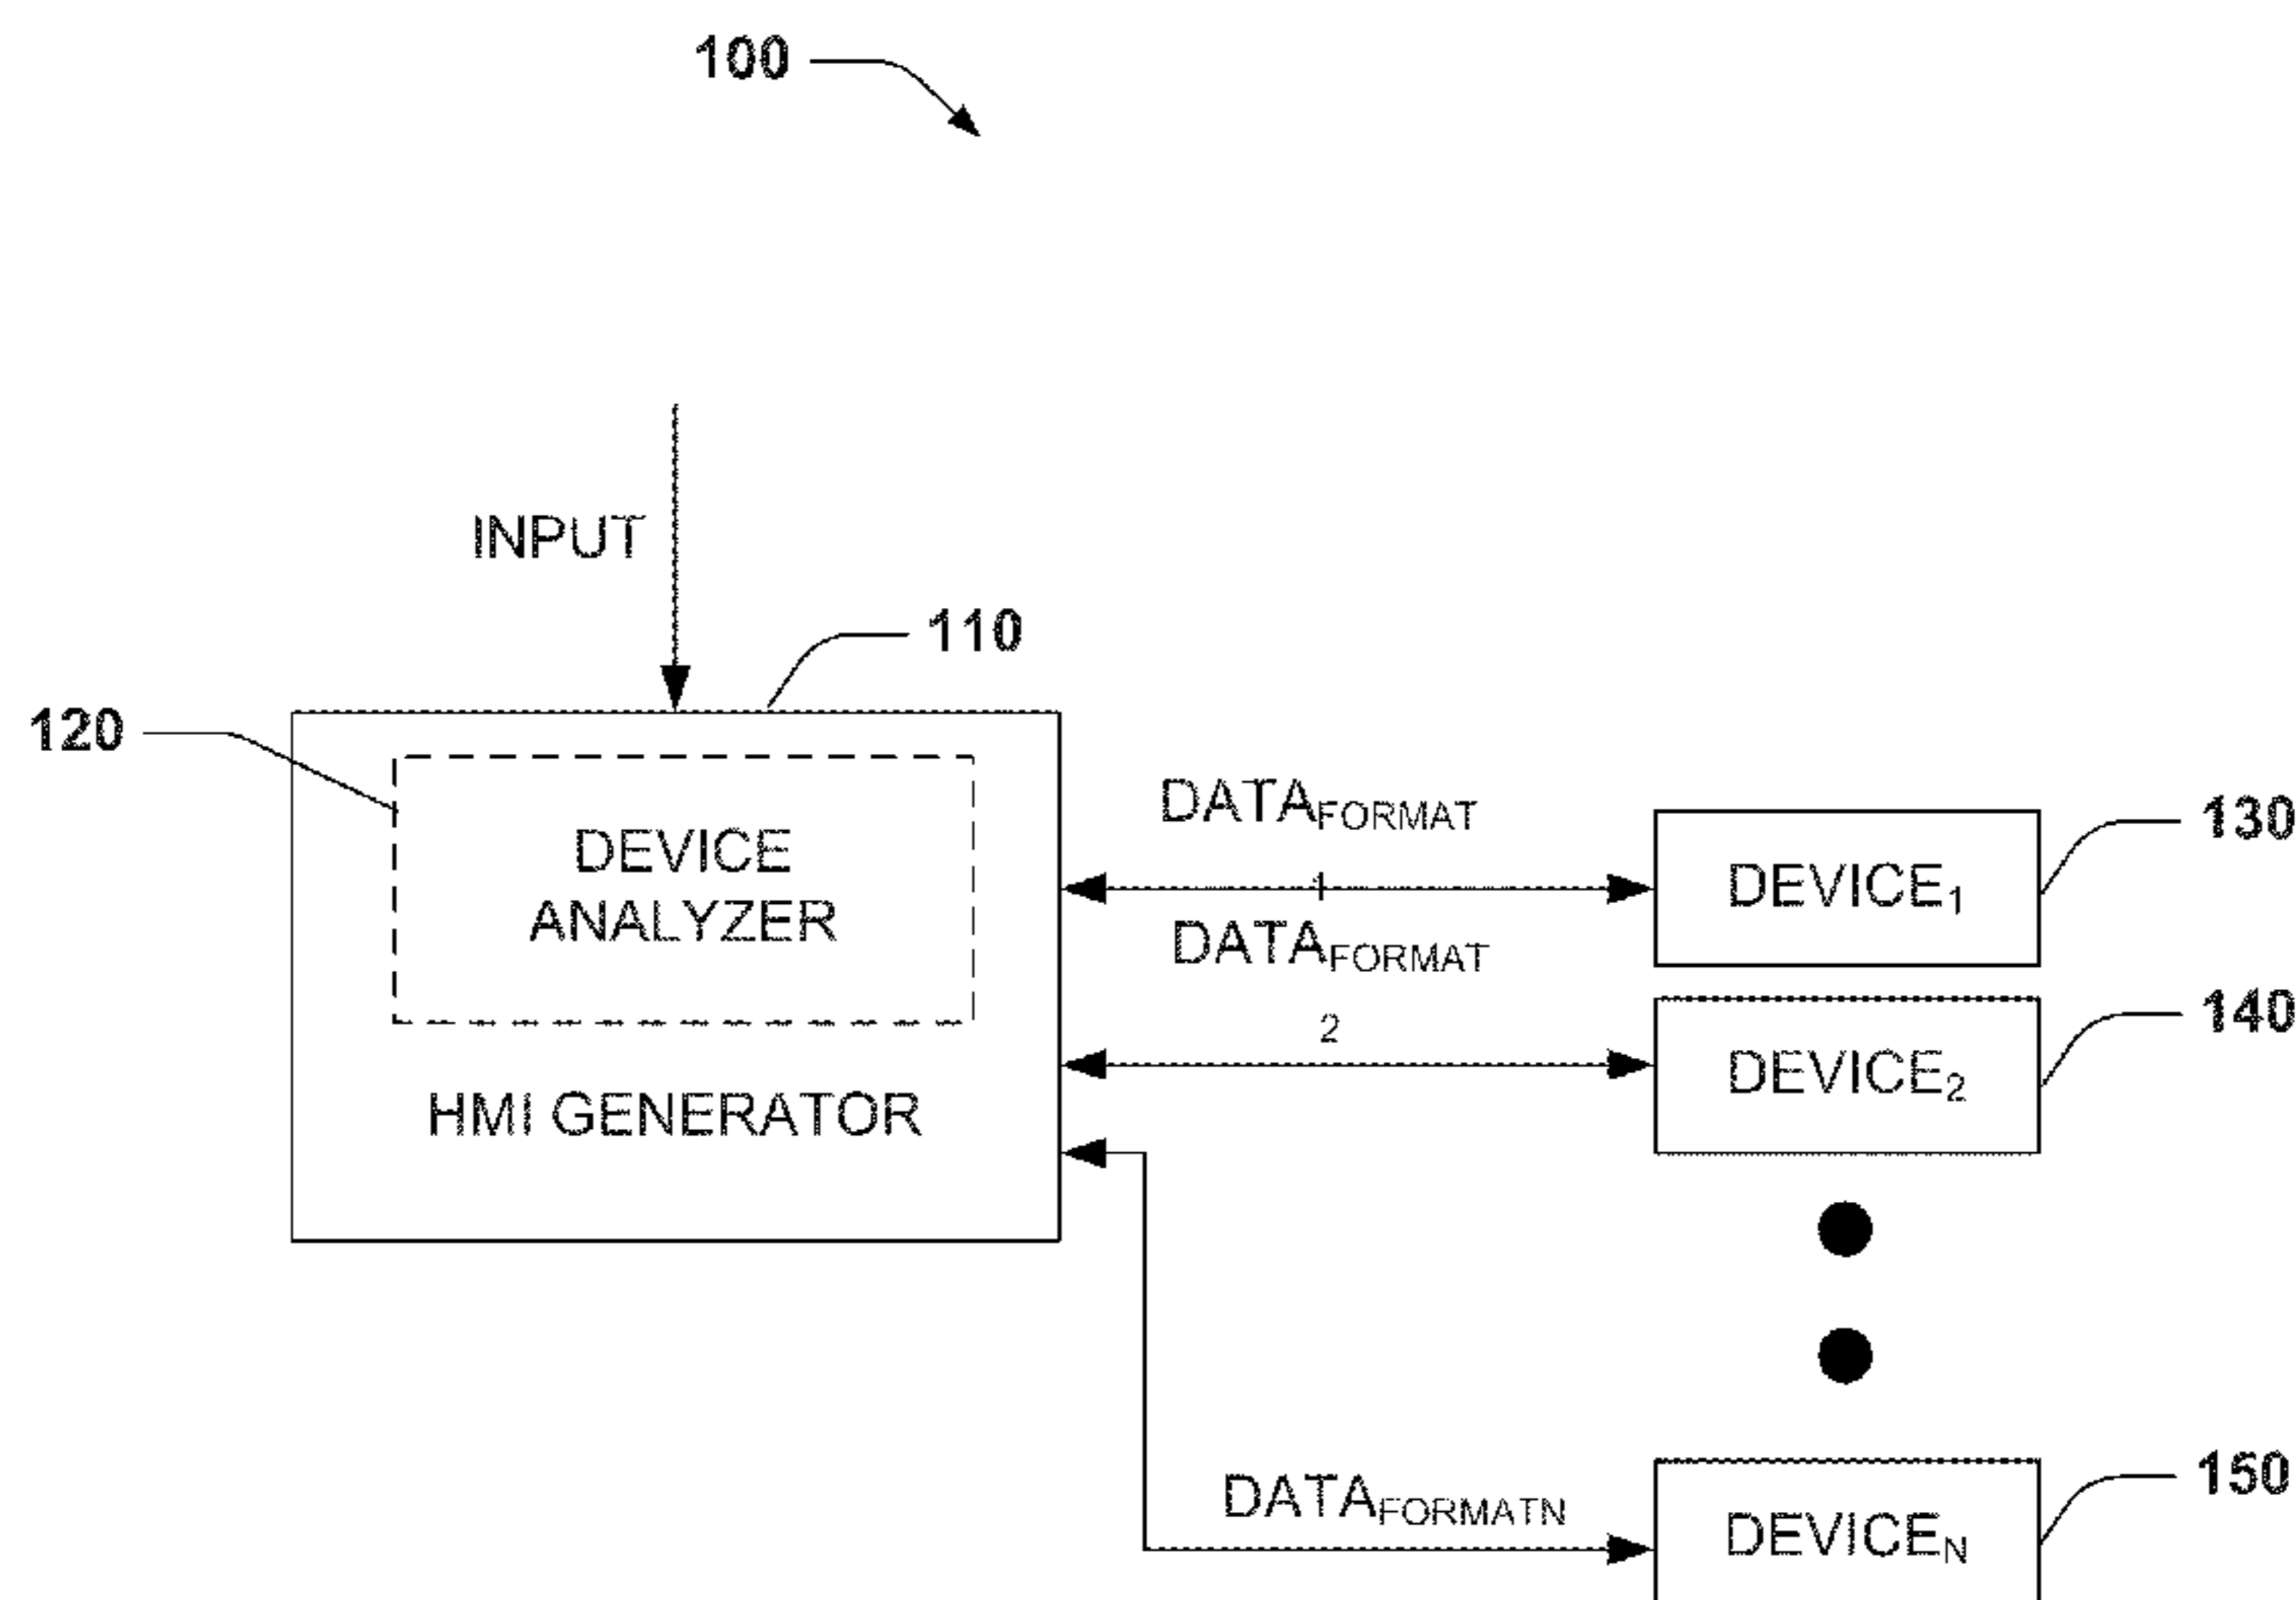 100
INPUT
110
120
DEVICE
ANALYZER
HMI GENERATOR
DATAFORMAT
1
DATAFORMAT
2
DATAFORMATN
DEVICE1
130
DEVICE2
140
DEVICEN
150